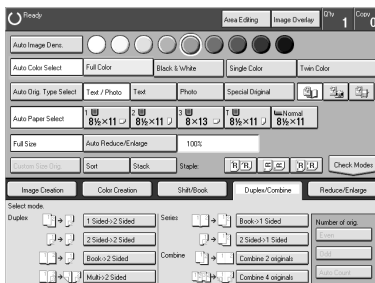 Ready Area Editing Image Overlay Q'ty 1 Copy 0
Auto Image Dens.
Auto Color Select Full Color Black & White Single Color Twin Color
Auto Orig. Type Select Text / Photo Text Photo Special Original
Auto Paper Select 1 8½×11 2 8½×11 3 8×13 T 8½×11 Normal 8½×11
Full Size Auto Reduce/Enlarge 100%
Custom Size Orig. Sort Stack Staple: Check Modes
Image Creation Color Creation Shift/Book Duplex/Combine Reduce/Enlarge
Select mode.
Duplex 1 Sided->2 Sided Series Book->1 Sided Number of orig.
2 Sided->2 Sided 2 Sided->1 Sided Even
Book->2 Sided Combine Combine 2 originals Odd
Multi->2 Sided Combine 4 originals Auto Count